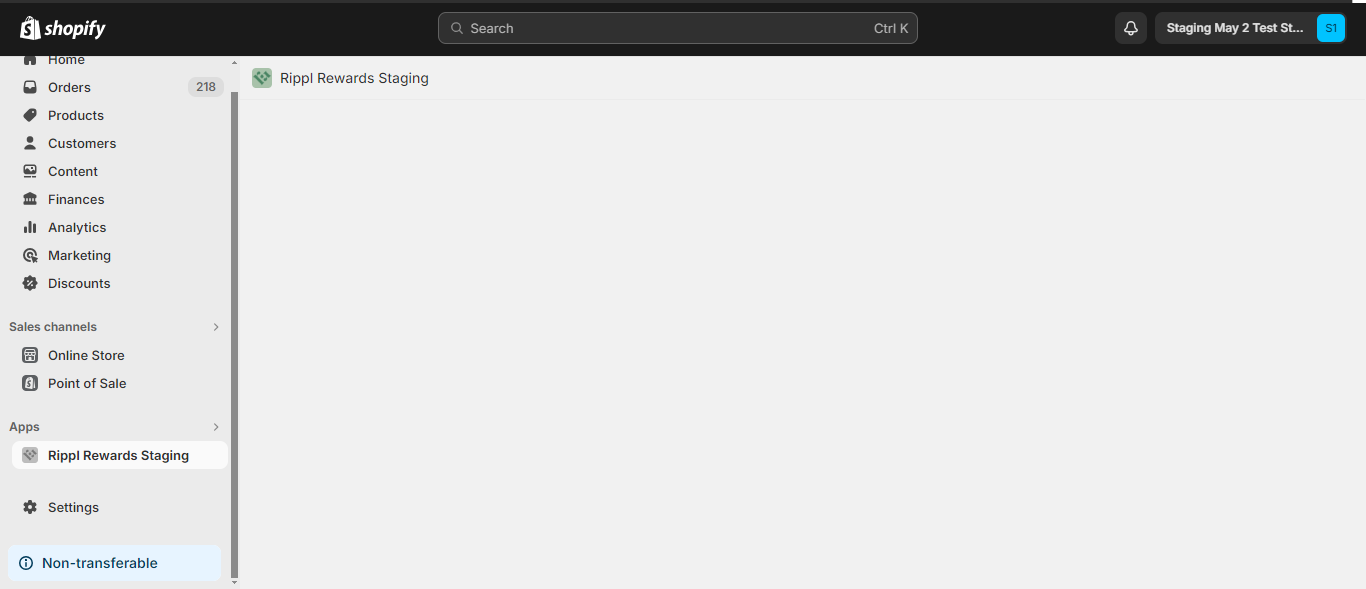 shopify
Search
Ctrl K
Staging May 2 Test St...
S1
Home
Orders
218
Products
Customers
Content
Finances
Analytics
Marketing
Discounts
Sales channels
Online Store
Point of Sale
Apps
Rippl Rewards Staging
Settings
Non-transferable
Rippl Rewards Staging